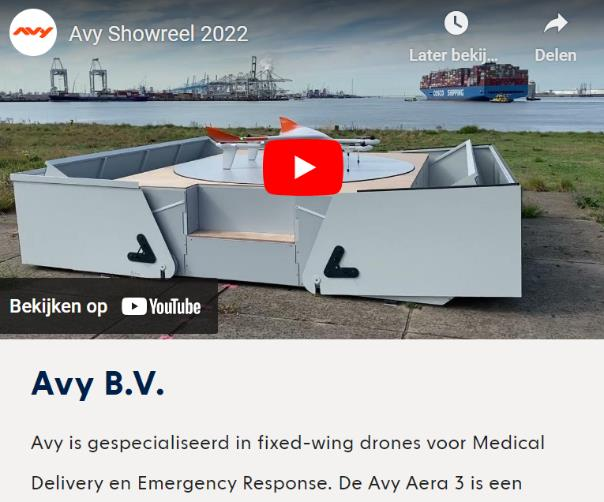 avy
Avy Showreel 2022
Later bekij...
Delen
COSCO SHIPPING
Bekijken op YouTube
Avy B.V.
Avy is gespecialiseerd in fixed-wing drones voor Medical
Delivery en Emergency Response. De Avy Aera 3 is een